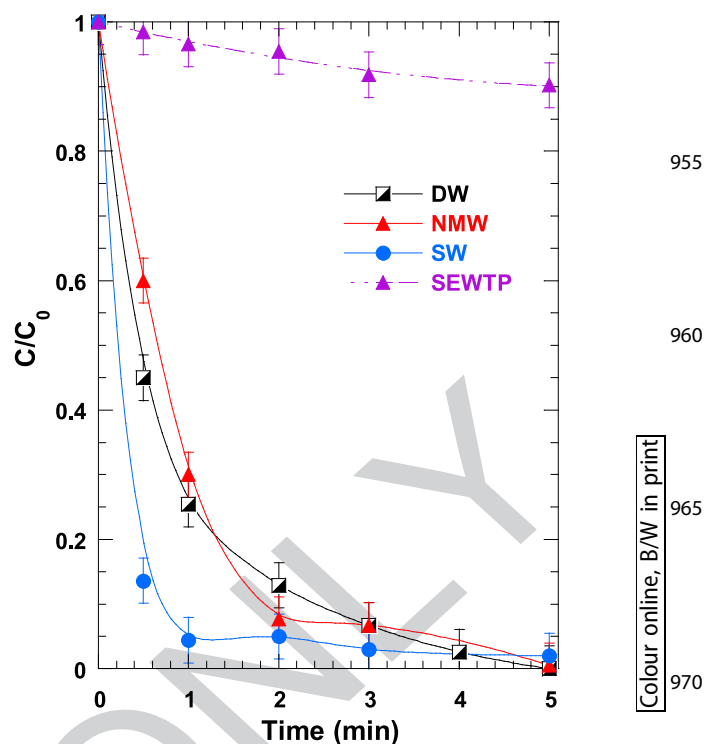 1
0.8
0.6
0.4
0.2
0
C/C0
0 1 2 3 4 5
Time (min)
DW
NMW
SW
SEWTP
955
960
965
970
Colour online, B/W in print
ONLY